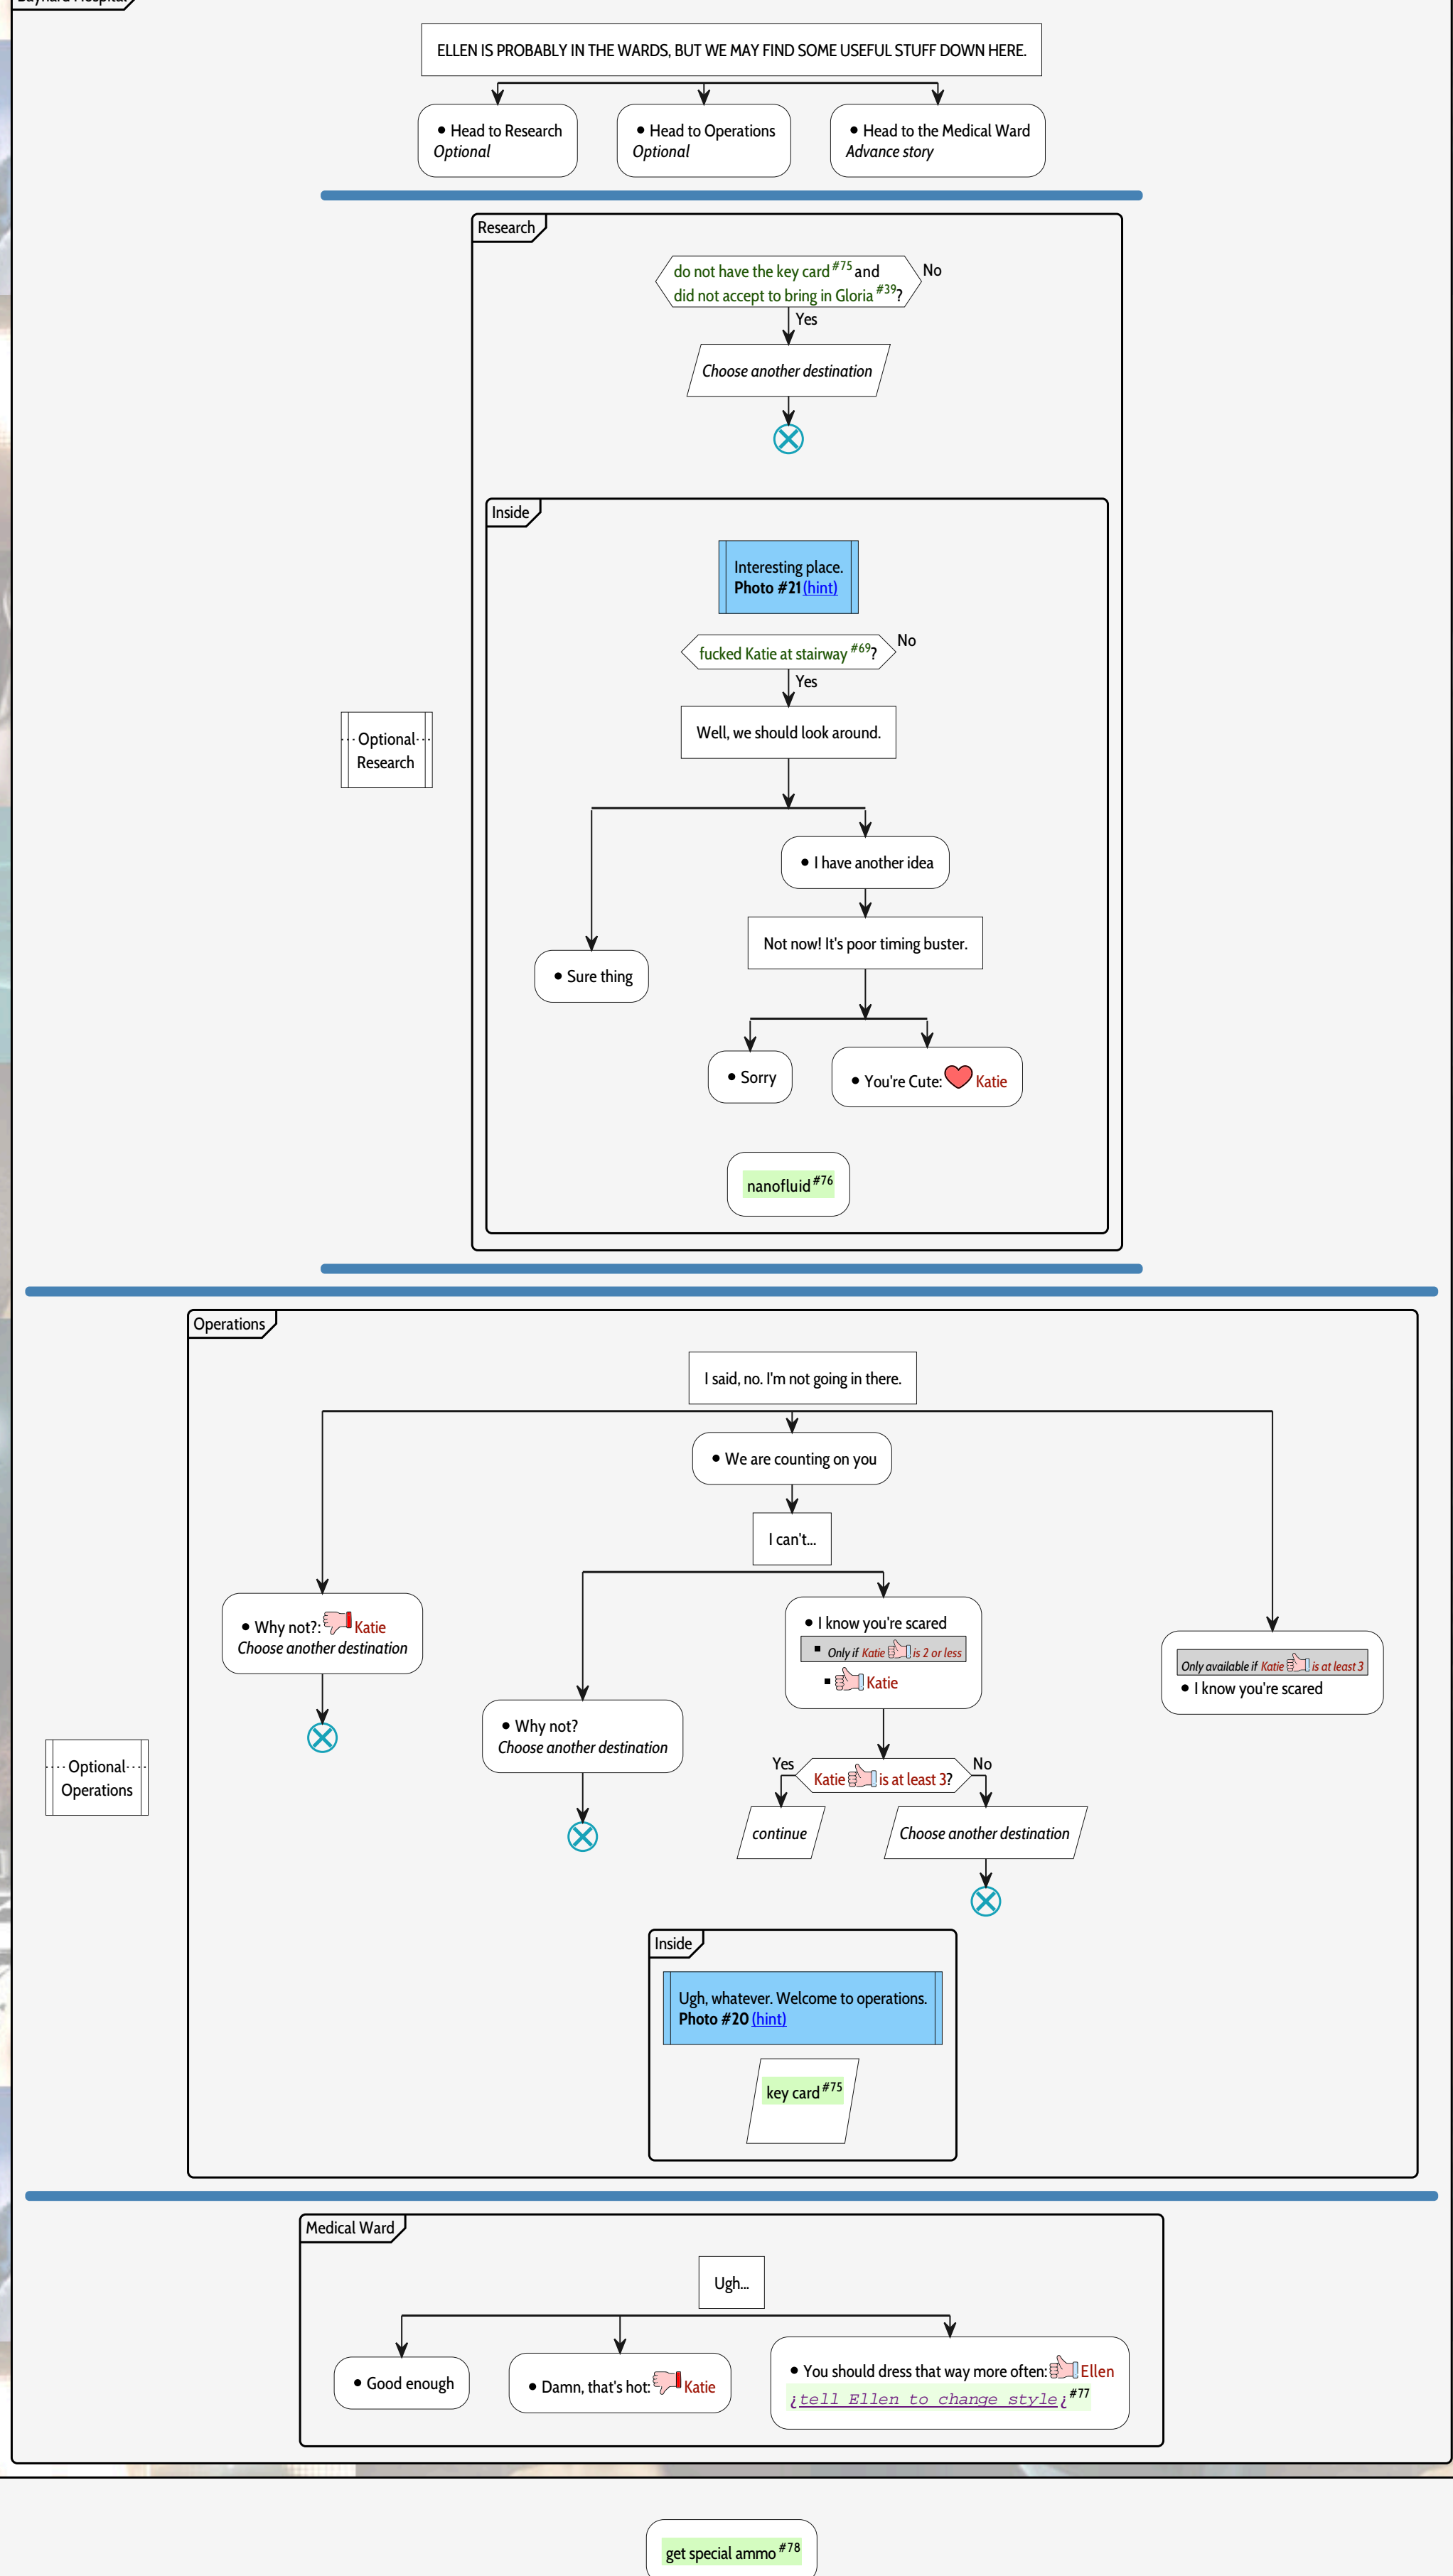 ELLEN IS PROBABLY IN THE WARDS, BUT WE MAY FIND SOME USEFUL STUFF DOWN HERE.
• Head to Research
Optional
• Head to Operations
Optional
• Head to the Medical Ward
Advance story
Research
do not have the key card #75 and
did not accept to bring in Gloria #39?
No
Yes
Choose another destination
Inside
Interesting place.
Photo #21 (hint)
fucked Katie at stairway #69?
No
Yes
Well, we should look around.
Optional
Research
• I have another idea
Not now! It's poor timing buster.
• Sure thing
• Sorry
• You're Cute: Katie
nanofluid #76
Operations
I said, no. I'm not going in there.
• We are counting on you
I can't...
• Why not?: Katie
Choose another destination
• I know you're scared
▪ Only if Katie is 2 or less
▪ Katie
Only available if Katie is at least 3
• I know you're scared
• Why not?
Choose another destination
Optional
Operations
Yes
Katie is at least 3?
No
continue
Choose another destination
Inside
Ugh, whatever. Welcome to operations.
Photo #20 (hint)
key card #75
Medical Ward
Ugh...
• Good enough
• Damn, that's hot: Katie
• You should dress that way more often: Ellen
¿tell Ellen to change style¿ #77
get special ammo #78